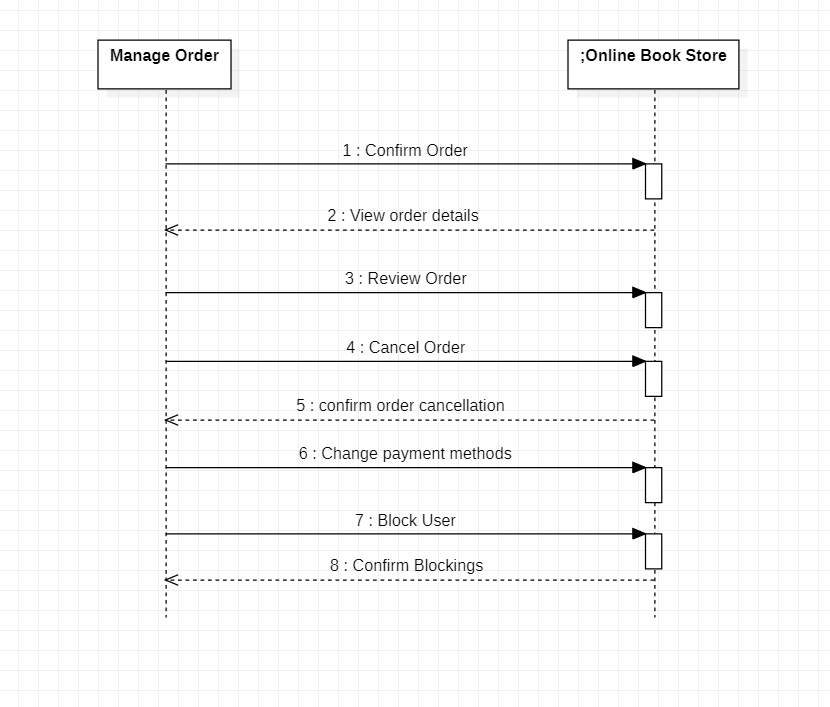 Manage Order
;Online Book Store
1 : Confirm Order
2 : View order details
3 : Review Order
4 : Cancel Order
5 : confirm order cancellation
6 : Change payment methods
7 : Block User
8 : Confirm Blockings